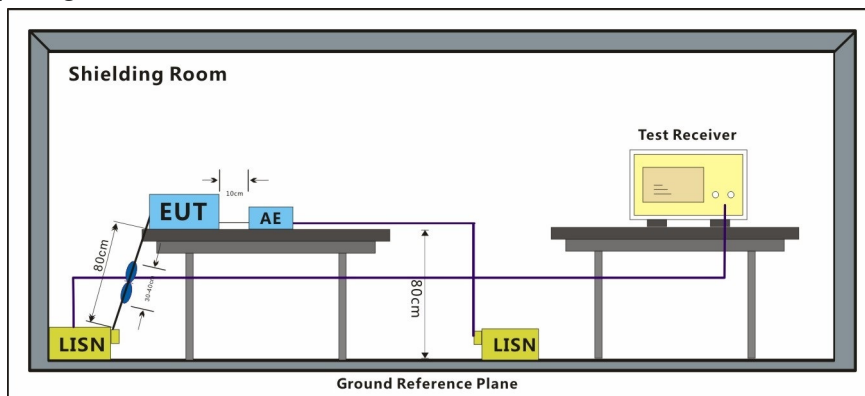 Shielding Room
Test Receiver
10cm
EUT
AE
80cm
30-40cm
80cm
LISN
LISN
Ground Reference Plane